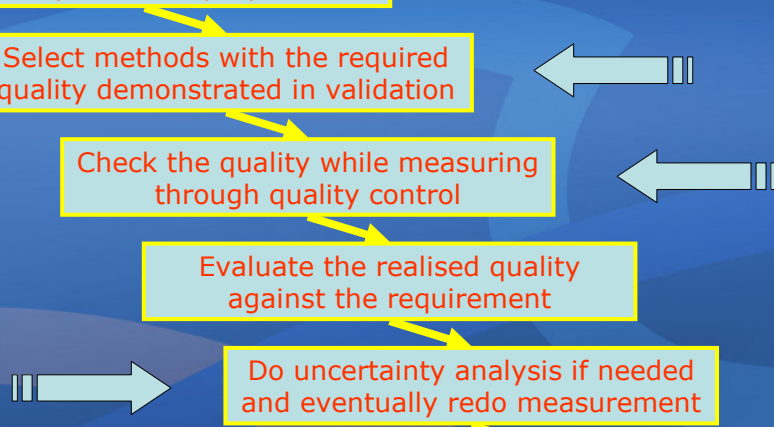 Select methods with the required
quality demonstrated in validation
Check the quality while measuring
through quality control
Evaluate the realised quality
against the requirement
Do uncertainty analysis if needed
and eventually redo measurement